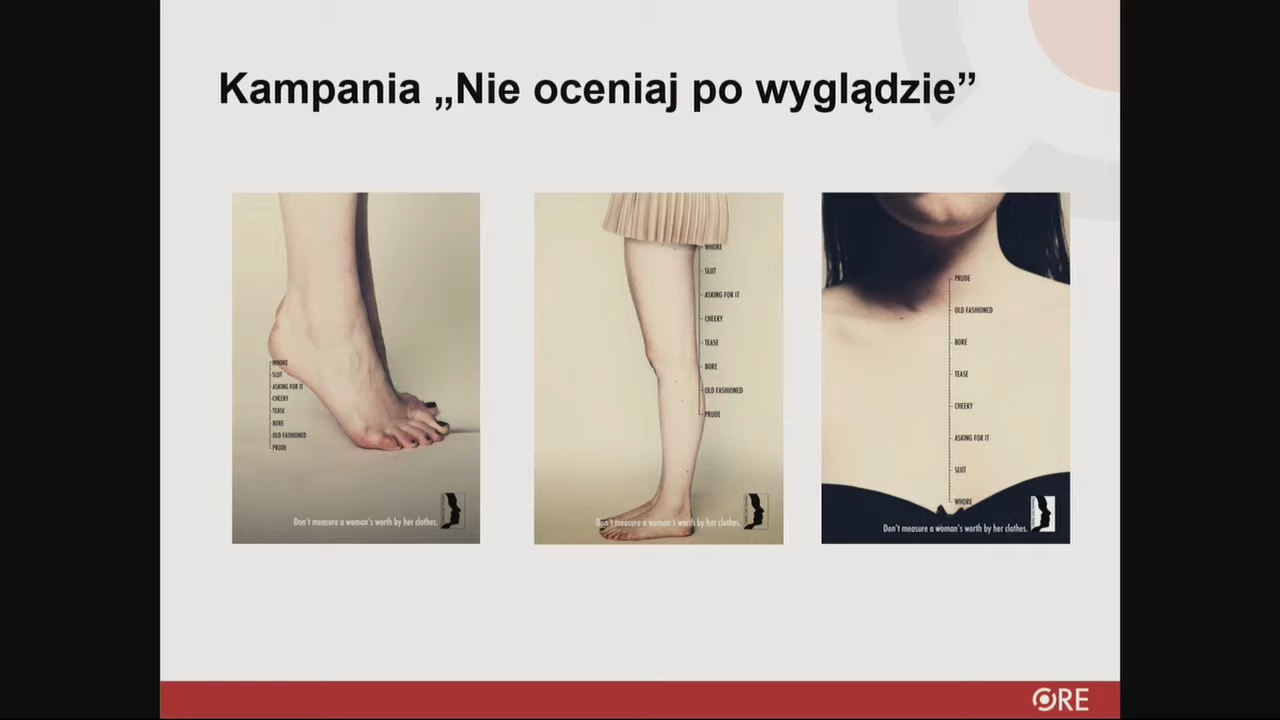 Kampania „Nie oceniaj po wyglądzie”
WHORE
SLUT
ASKING FOR IT
CHEEKY
TEASE
BORE
OLD FASHIONED
PRUDE
Don't measure a woman's worth by her clothes.
WHORE
SLUT
ASKING FOR IT
CHEEKY
TEASE
BORE
OLD FASHIONED
PRUDE
Don't measure a woman's worth by her clothes.
PRUDE
OLD FASHIONED
BORE
TEASE
CHEEKY
ASKING FOR IT
SLUT
WHORE
Don't measure a woman's worth by her clothes.
ORE